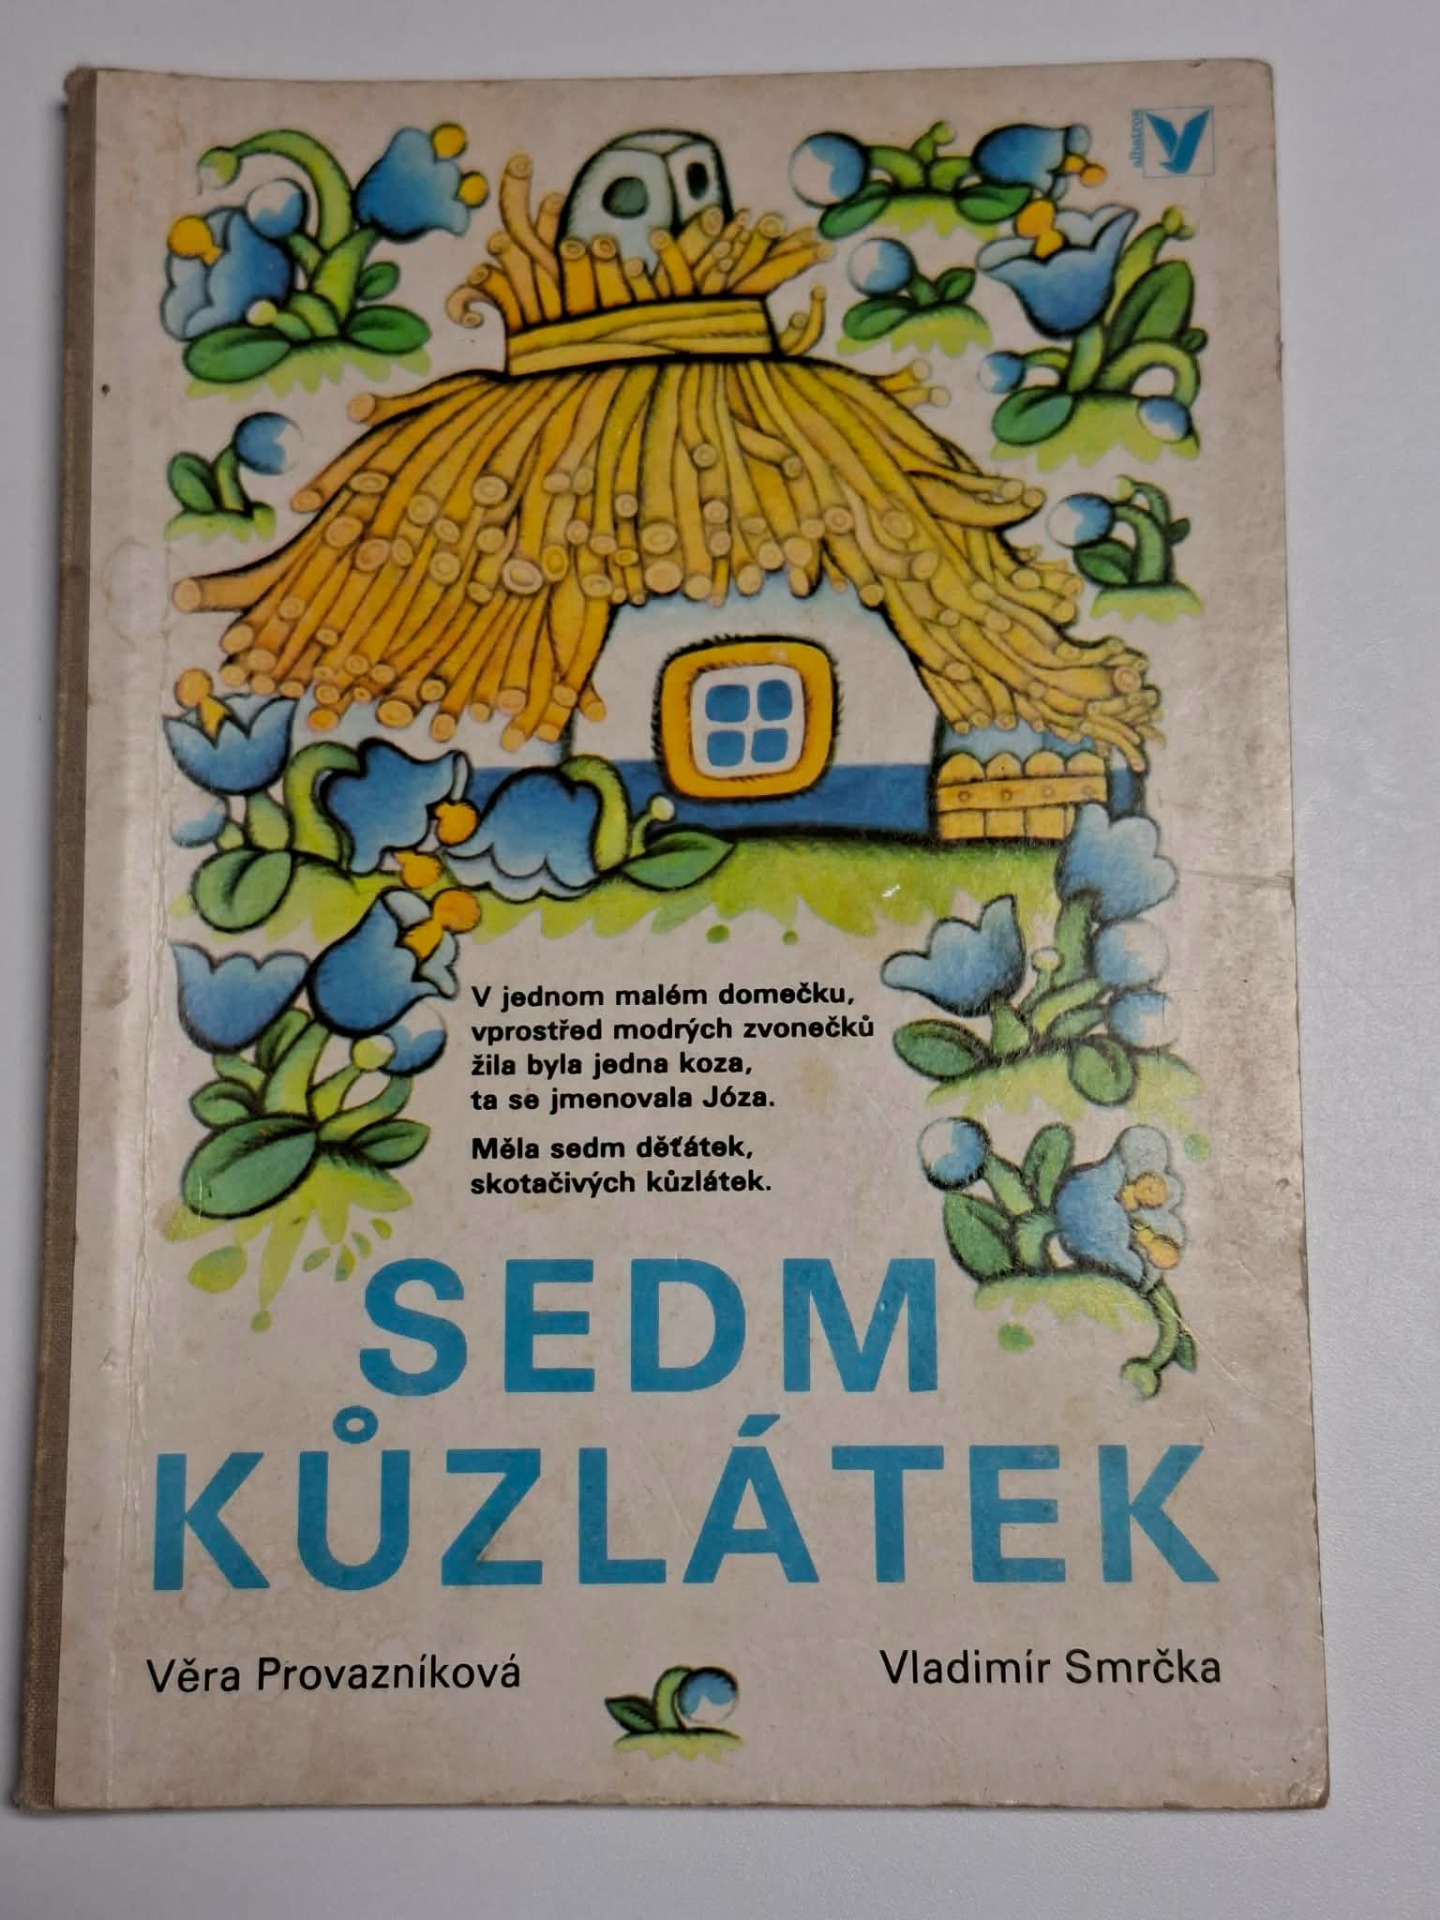 albatros
V jednom malém domečku,
vprostřed modrých zvonečků
žila byla jedna koza,
ta se jmenovala Józa.
Měla sedm děťátek,
skotačivých kůzlátek.
SEDM
KŮZLÁTEK
Věra Provazníková
Vladimír Smrčka